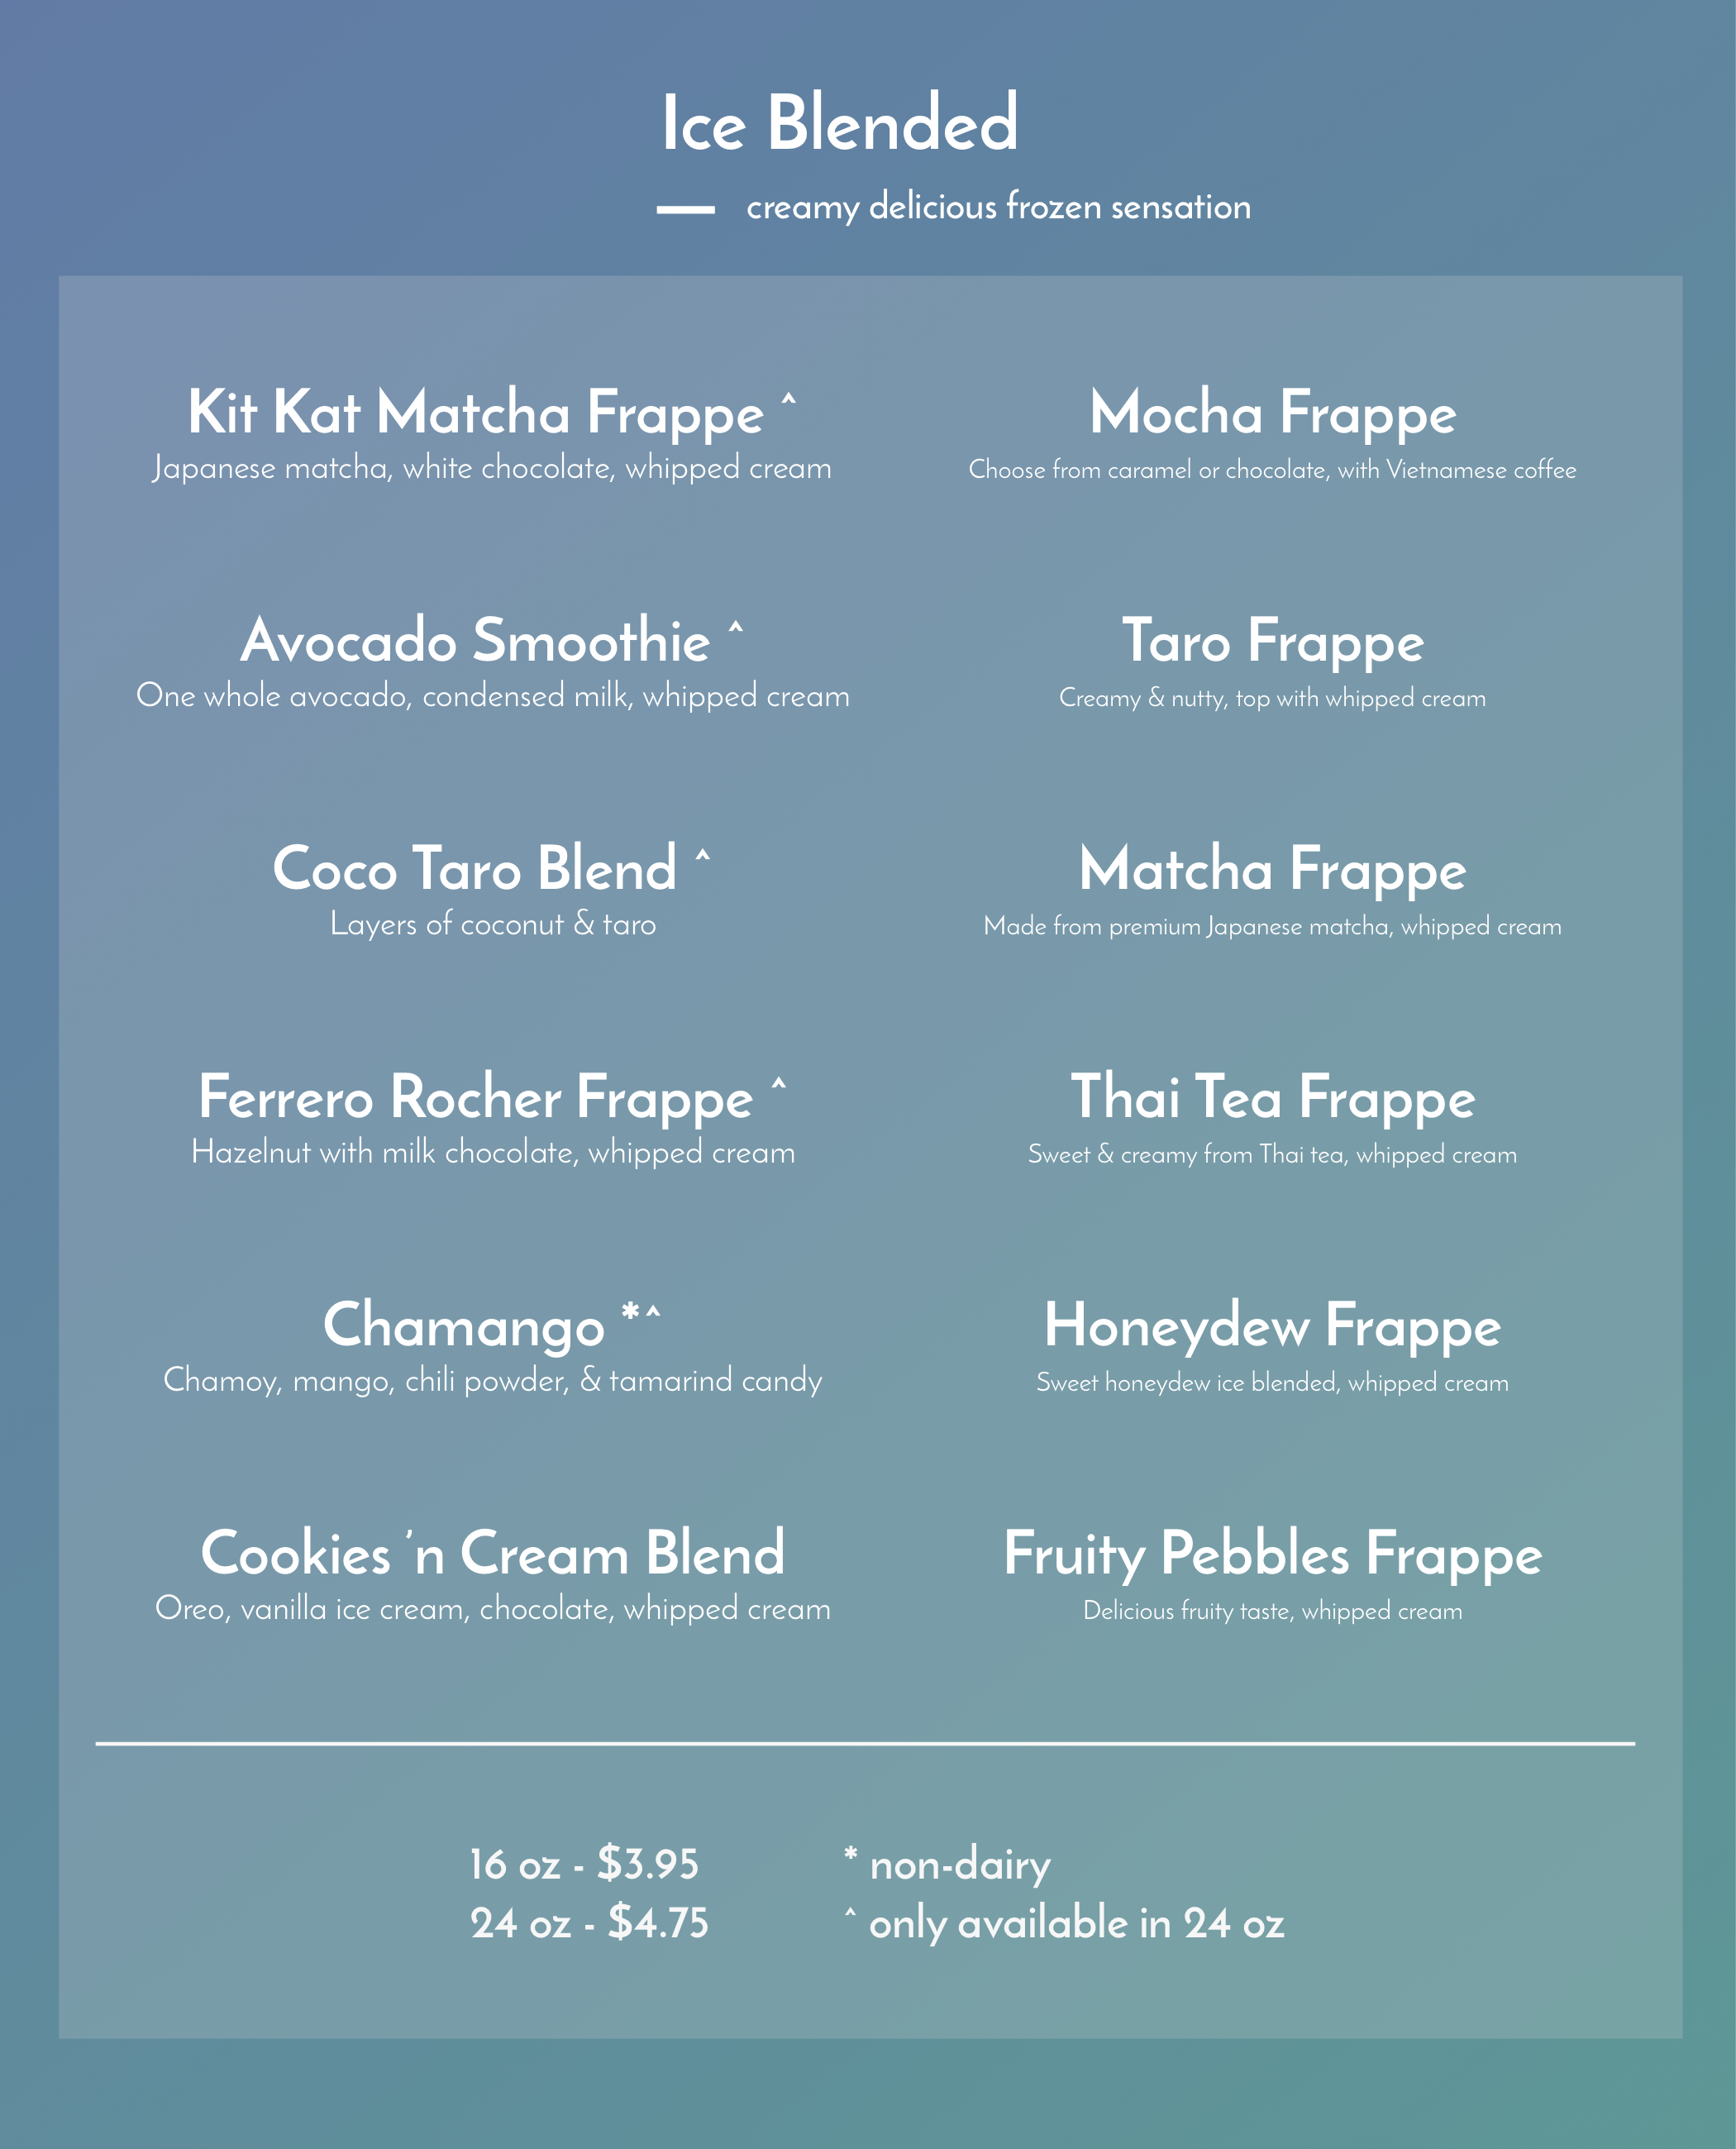 Ice Blended
creamy delicious frozen sensation
Kit Kat Matcha Frappe ^
Japanese matcha, white chocolate, whipped cream
Avocado Smoothie ^
One whole avocado, condensed milk, whipped cream
Coco Taro Blend ^
Layers of coconut & taro
Ferrero Rocher Frappe ^
Hazelnut with milk chocolate, whipped cream
Chamango *^
Chamoy, mango, chili powder, & tamarind candy
Cookies 'n Cream Blend
Oreo, vanilla ice cream, chocolate, whipped cream
Mocha Frappe
Choose from caramel or chocolate, with Vietnamese coffee
Taro Frappe
Creamy & nutty, top with whipped cream
Matcha Frappe
Made from premium Japanese matcha, whipped cream
Thai Tea Frappe
Sweet & creamy from Thai tea, whipped cream
Honeydew Frappe
Sweet honeydew ice blended, whipped cream
Fruity Pebbles Frappe
Delicious fruity taste, whipped cream
16 oz - $3.95
24 oz - $4.75
* non-dairy
^ only available in 24 oz